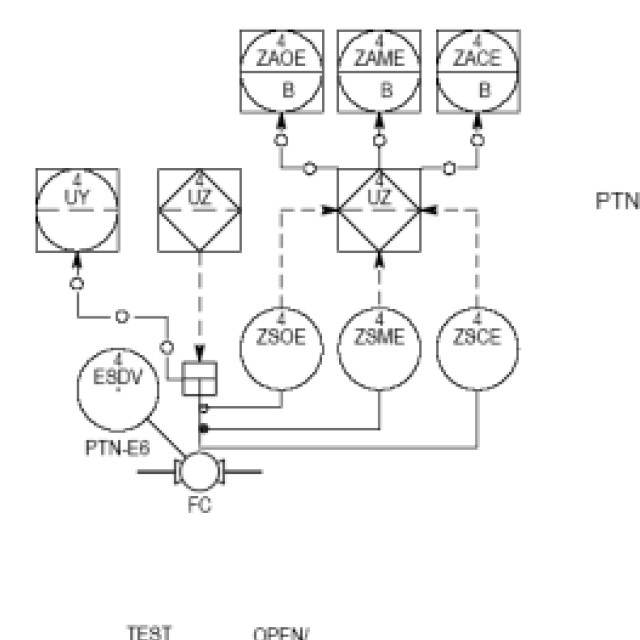 4 4 4
ZAOE ZAME ZACE
B B B
4 4 4
UY UZ UZ
PTN
4 4 4
ZSOE ZSME ZSCE
4
ESDV
PTN-E6
FC
TEST OPEN/